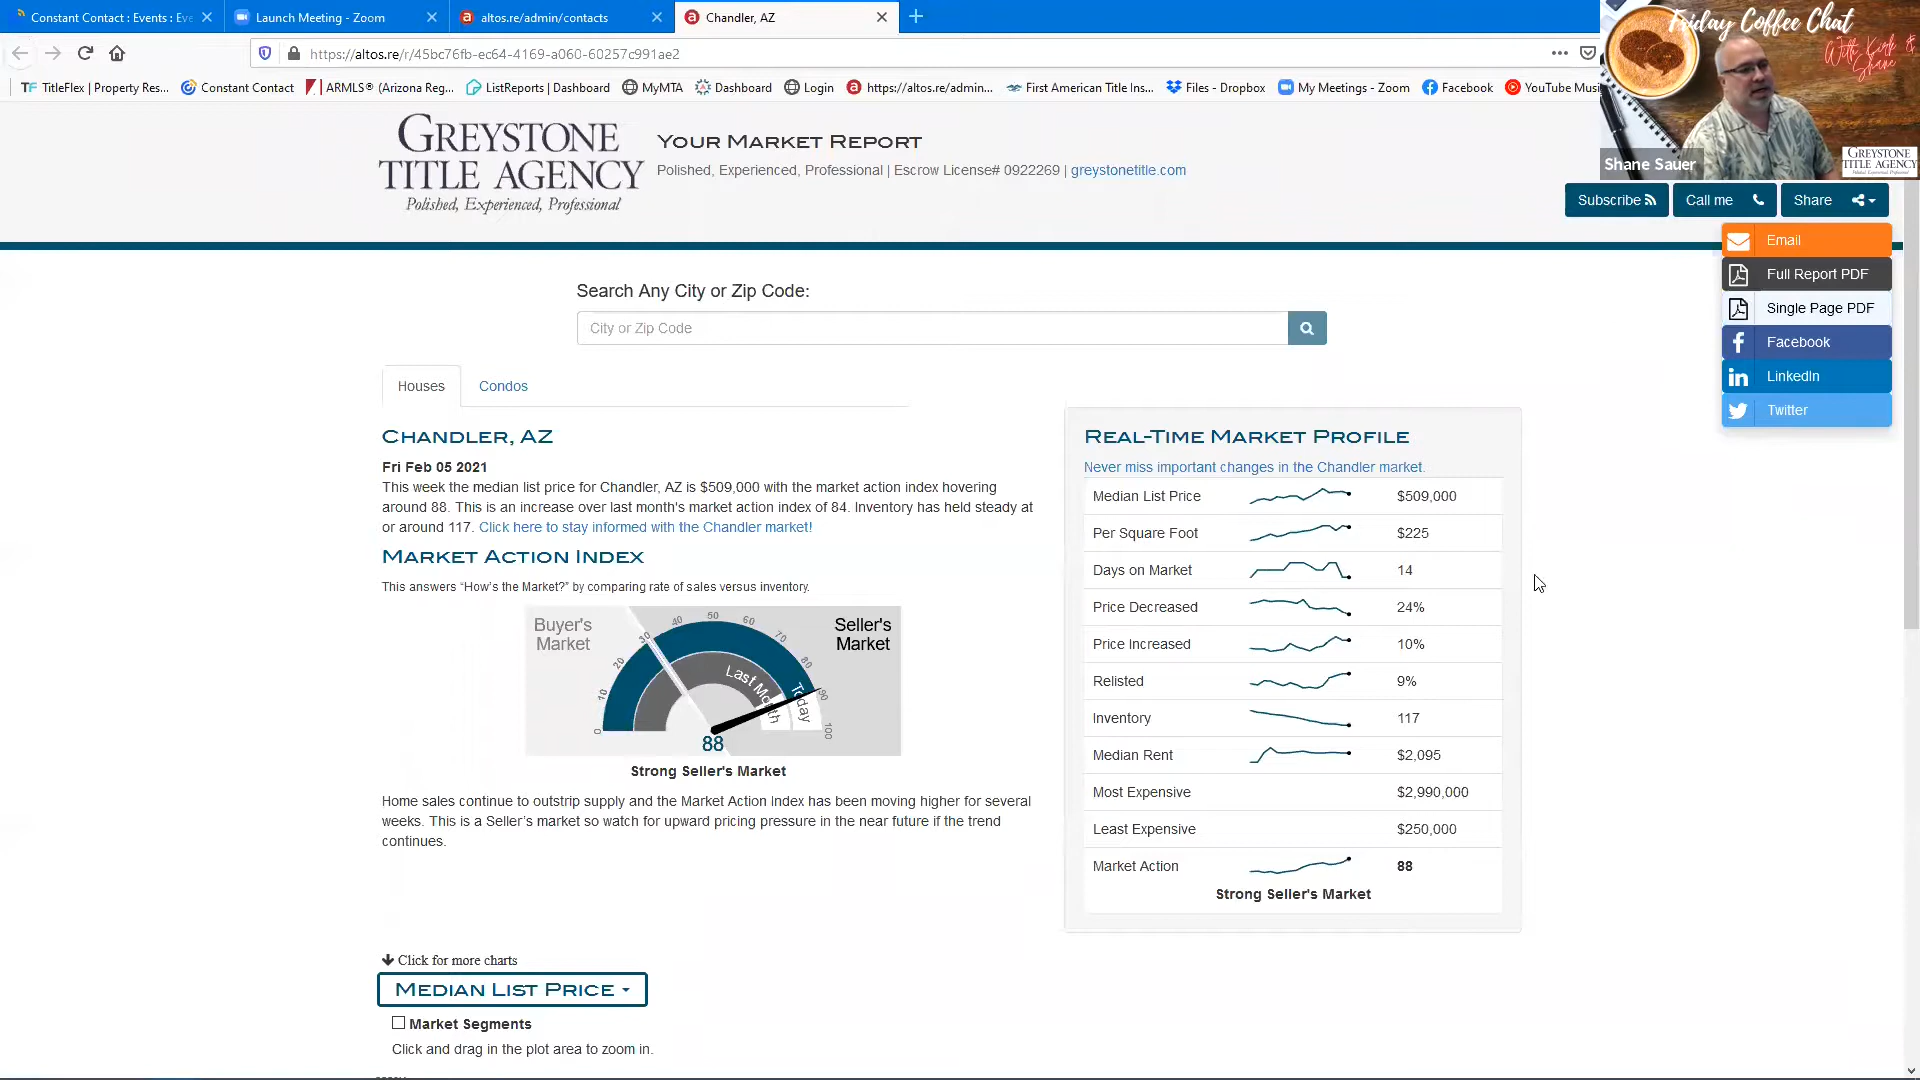 Constant Contact : Events : Eve
Launch Meeting - Zoom
altos.re/admin/contacts
Chandler, AZ
https://altos.re/r/45bc76fb-ec64-4169-a060-60257c991ae2
TitleFlex | Property Res...
Constant Contact
ARMLS® (Arizona Reg...
ListReports | Dashboard
MyMTA
Dashboard
Login
https://altos.re/admin...
First American Title Ins...
Files - Dropbox
My Meetings - Zoom
Facebook
YouTube Musi
Friday Coffee Chat
With Kirk &
Shane
Shane Sauer
GREYSTONE
TITLE AGENCY
GREYSTONE
TITLE AGENCY
Polished, Experienced, Professional
YOUR MARKET REPORT
Polished, Experienced, Professional | Escrow License# 0922269 | greystonetitle.com
Subscribe
Call me
Share
Email
Full Report PDF
Single Page PDF
Facebook
LinkedIn
Twitter
Search Any City or Zip Code:
City or Zip Code
Houses
Condos
CHANDLER, AZ
Fri Feb 05 2021
This week the median list price for Chandler, AZ is $509,000 with the market action index hovering
around 88. This is an increase over last month's market action index of 84. Inventory has held steady at
or around 117. Click here to stay informed with the Chandler market!
MARKET ACTION INDEX
This answers “How's the Market?” by comparing rate of sales versus inventory.
Buyer's
Market
Seller's
Market
0
10
20
30
40
50
60
70
80
90
100
Last Month
Today
88
Strong Seller's Market
Home sales continue to outstrip supply and the Market Action Index has been moving higher for several
weeks. This is a Seller’s market so watch for upward pricing pressure in the near future if the trend
continues.
REAL-TIME MARKET PROFILE
Never miss important changes in the Chandler market.
Median List Price $509,000
Per Square Foot $225
Days on Market 14
Price Decreased 24%
Price Increased 10%
Relisted 9%
Inventory 117
Median Rent $2,095
Most Expensive $2,990,000
Least Expensive $250,000
Market Action 88
Strong Seller's Market
Click for more charts
MEDIAN LIST PRICE
Market Segments
Click and drag in the plot area to zoom in.